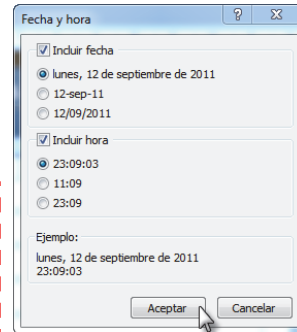 Fecha y hora
Incluir fecha
lunes, 12 de septiembre de 2011
12-sep-11
12/09/2011
Incluir hora
23:09:03
11:09
23:09
Ejemplo:
lunes, 12 de septiembre de 2011
23:09:03
Aceptar Cancelar